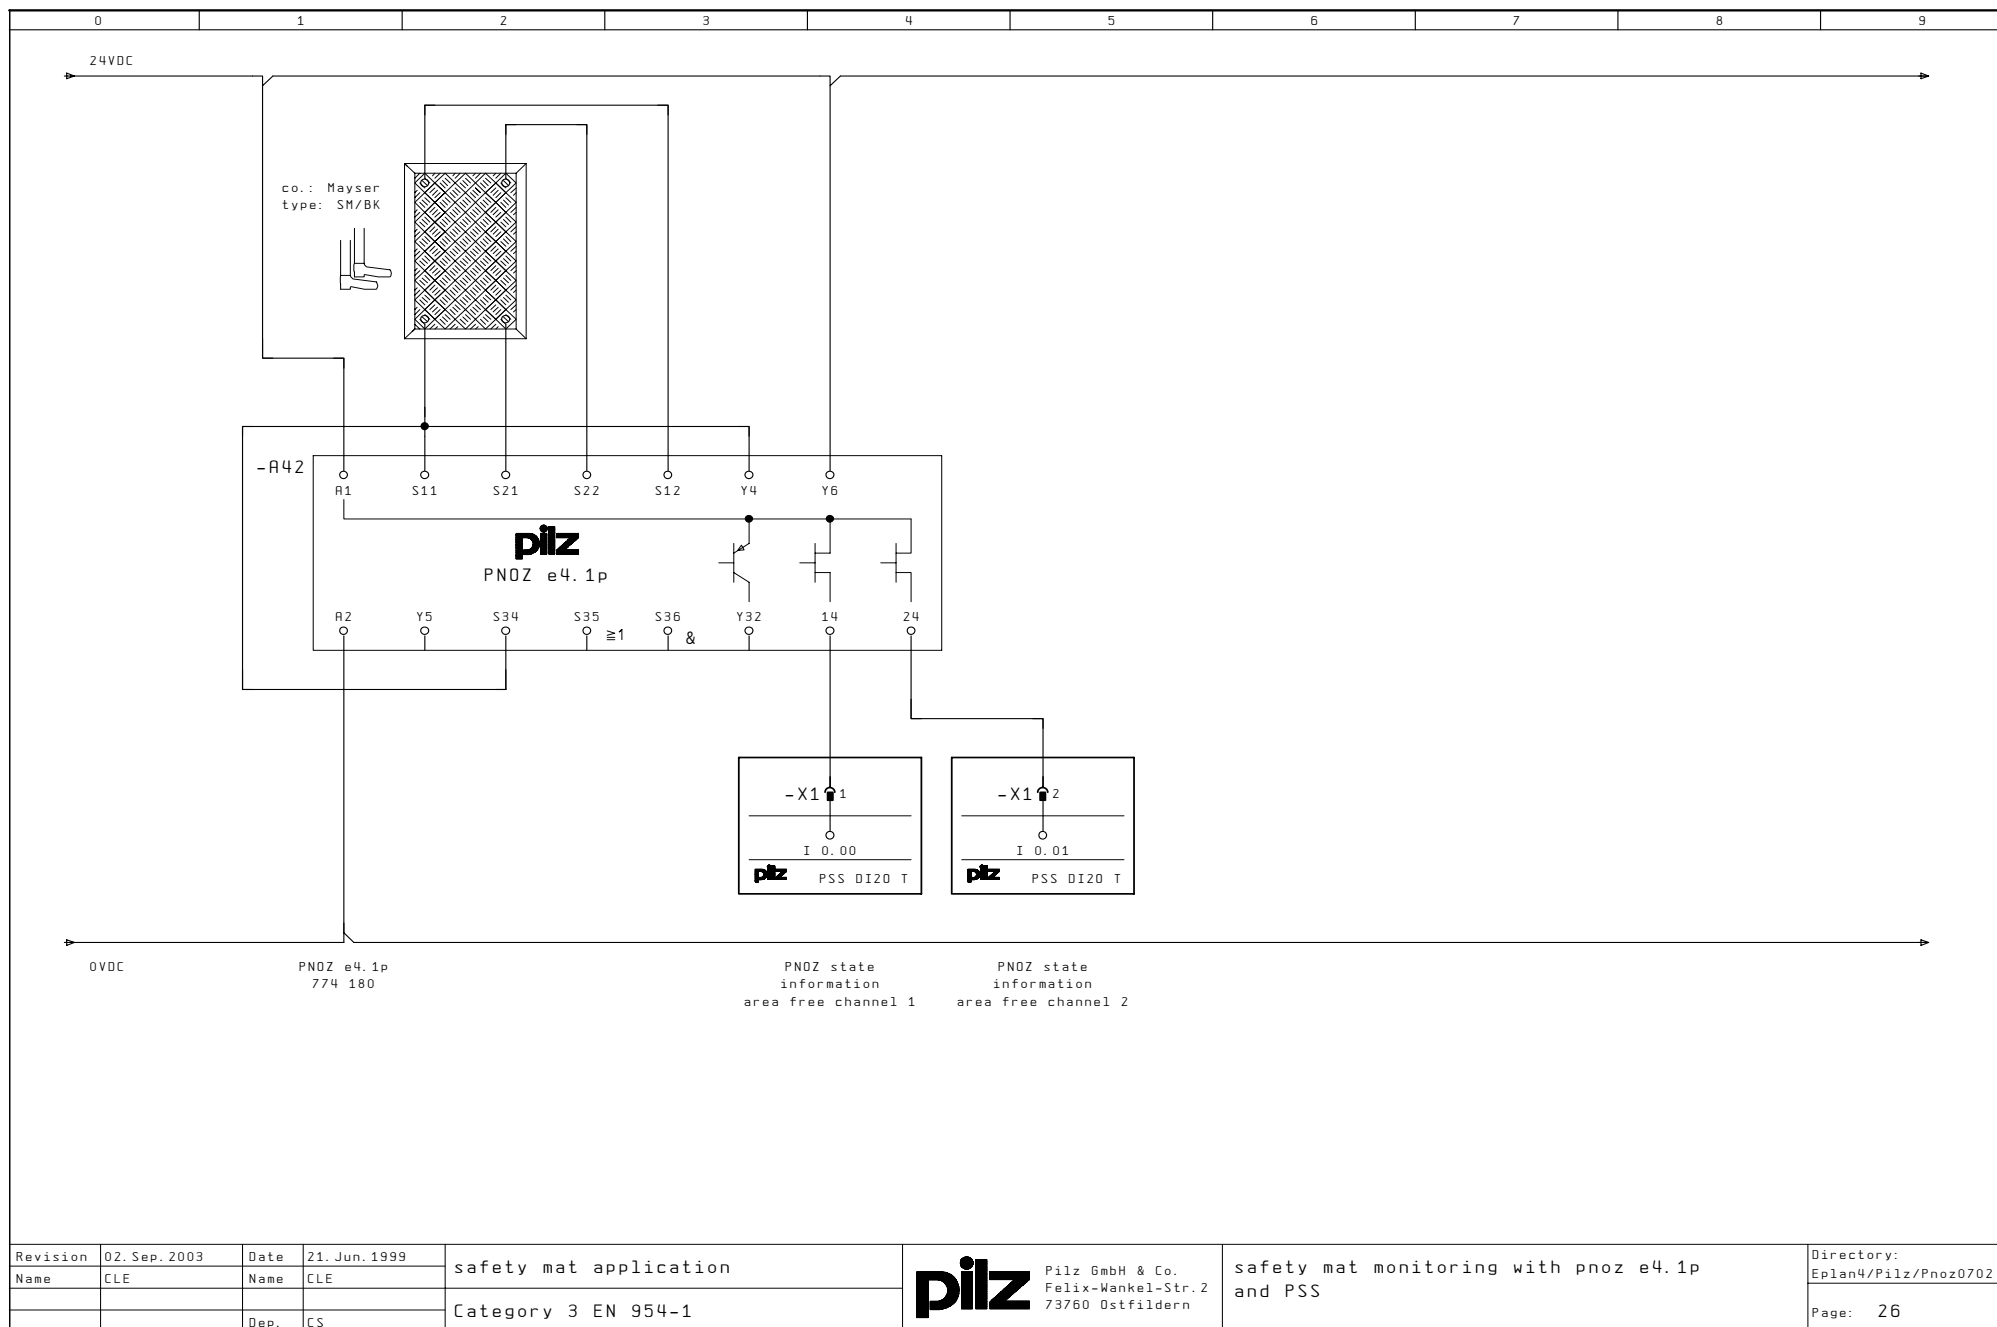 0 1 2 3 4 5 6 7 8 9
24VDC
co.: Mayser
type: SM/BK
-A42
A1 S11 S21 S22 S12 Y4 Y6
pilz
PNOZ e4.1p
A2 Y5 S34 S35 ≧1 S36 & Y32 14 24
-X1 1
I 0.00
pilz PSS DI20 T
-X1 2
I 0.01
pilz PSS DI20 T
0VDC
PNOZ e4.1p
774 180
PNOZ state
information
area free channel 1
PNOZ state
information
area free channel 2
Revision 02.Sep.2003 Date 21.Jun.1999
Name CLE Name CLE
Dep. CS
safety mat application
Category 3 EN 954-1
pilz
Pilz GmbH & Co.
Felix-Wankel-Str.2
73760 Ostfildern
safety mat monitoring with pnoz e4.1p
and PSS
Directory:
Eplan4/Pilz/Pnoz0702
Page: 26